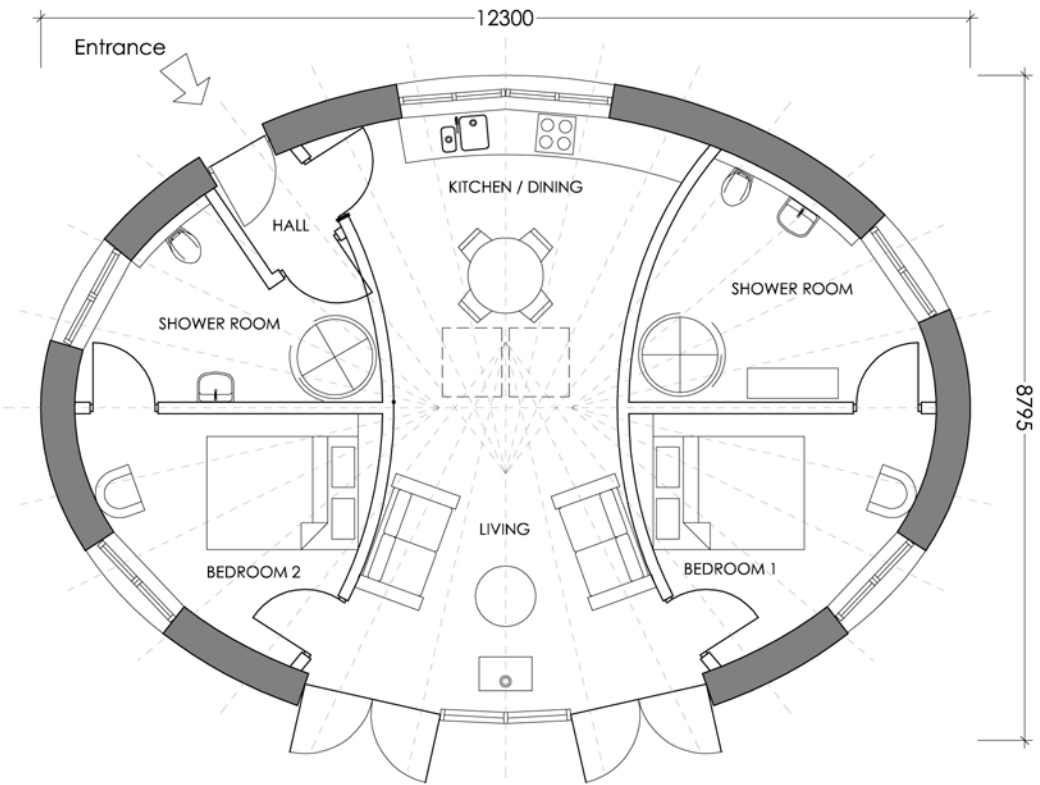 12300
Entrance
KITCHEN / DINING
HALL
SHOWER ROOM
SHOWER ROOM
8795
LIVING
BEDROOM 2
BEDROOM 1